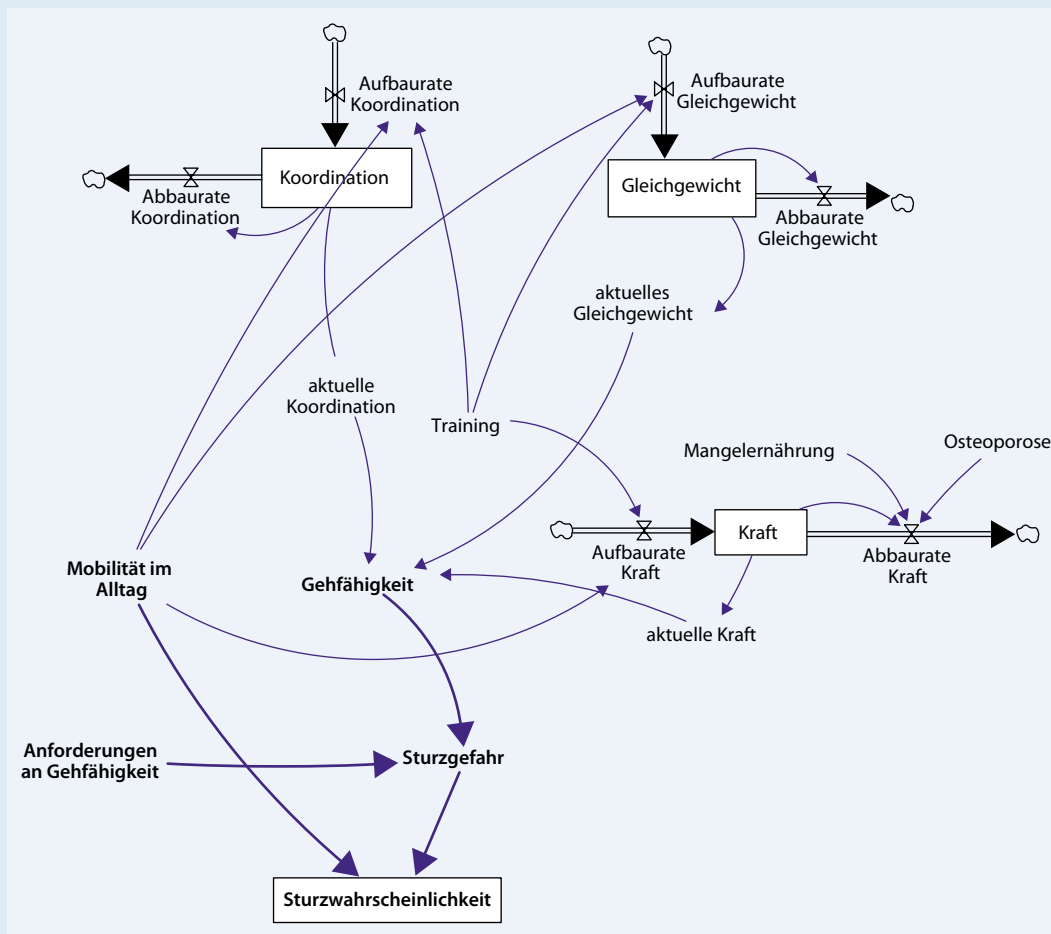 Aufbaurate
Koordination
Aufbaurate
Gleichgewicht
Koordination
Gleichgewicht
Abbaurate
Koordination
Abbaurate
Gleichgewicht
aktuelles
Gleichgewicht
aktuelle
Koordination
Training
Mangelernährung
Osteoporose
Kraft
Aufbaurate
Kraft
Abbaurate
Kraft
Mobilität im
Alltag
Gehfähigkeit
aktuelle Kraft
Anforderungen
an Gehfähigkeit
Sturzgefahr
Sturzwahrscheinlichkeit